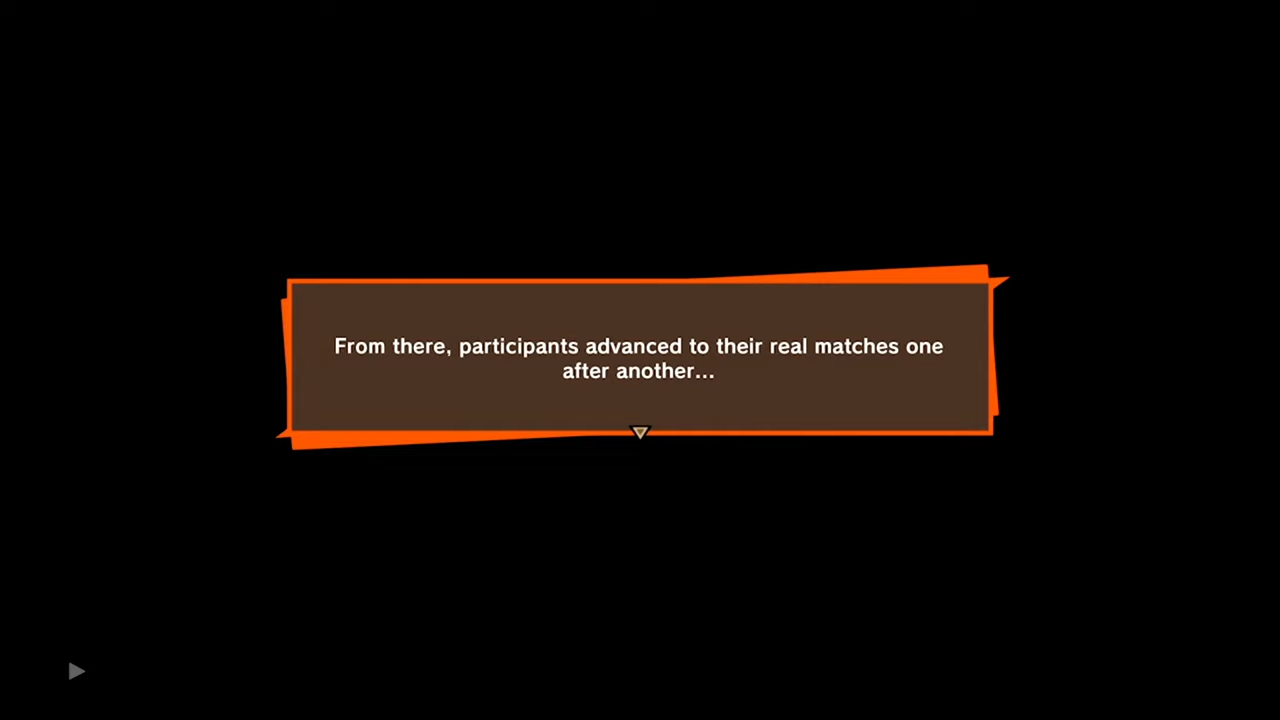 From there, participants advanced to their real matches one
after another...